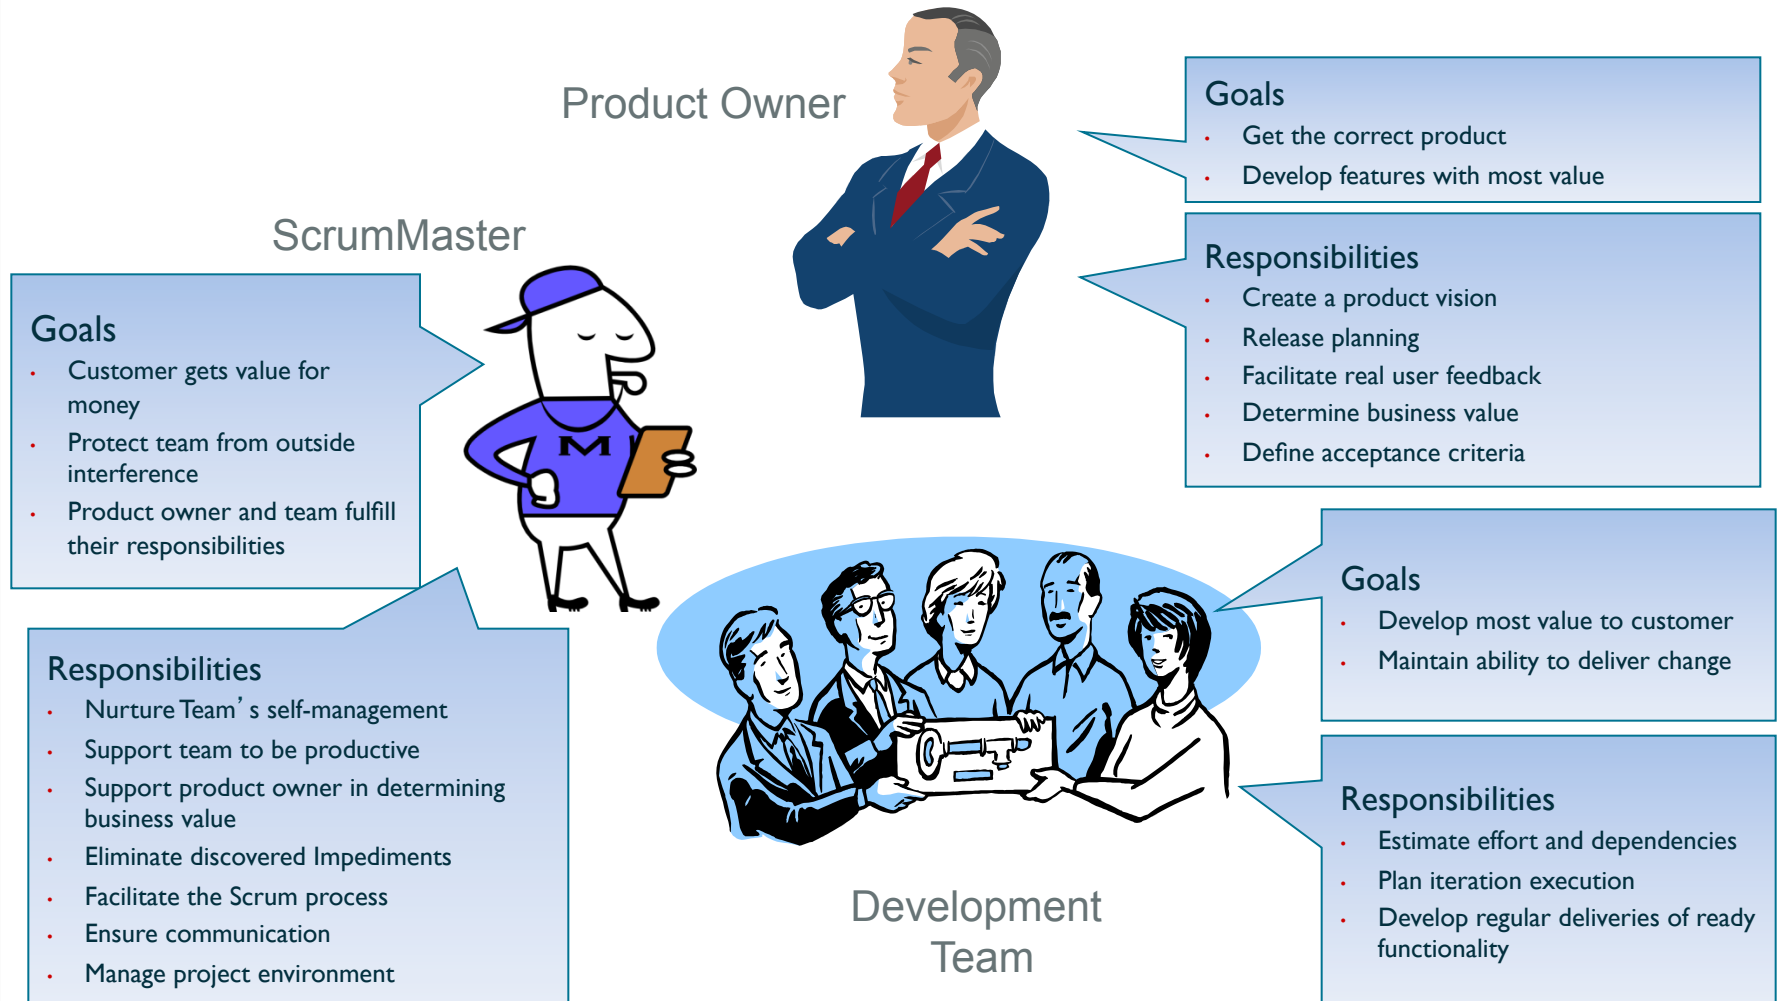 Product Owner
Goals
• Get the correct product
• Develop features with most value
Responsibilities
• Create a product vision
• Release planning
• Facilitate real user feedback
• Determine business value
• Define acceptance criteria
ScrumMaster
Goals
• Customer gets value for
money
• Protect team from outside
interference
• Product owner and team fulfill
their responsibilities
M
Responsibilities
• Nurture Team’ s self-management
• Support team to be productive
• Support product owner in determining
business value
• Eliminate discovered Impediments
• Facilitate the Scrum process
• Ensure communication
• Manage project environment
Development
Team
Goals
• Develop most value to customer
• Maintain ability to deliver change
Responsibilities
• Estimate effort and dependencies
• Plan iteration execution
• Develop regular deliveries of ready
functionality